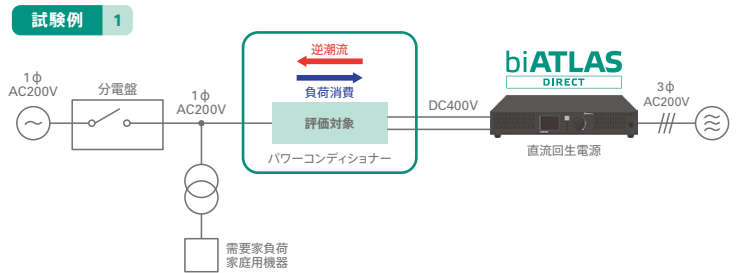 試験例 1
1φ
AC200V
分電盤
1φ
AC200V
逆潮流
負荷消費
評価対象
パワーコンディショナー
DC400V
biATLAS
DIRECT
直流回生電源
3φ
AC200V
需要家負荷
家庭用機器